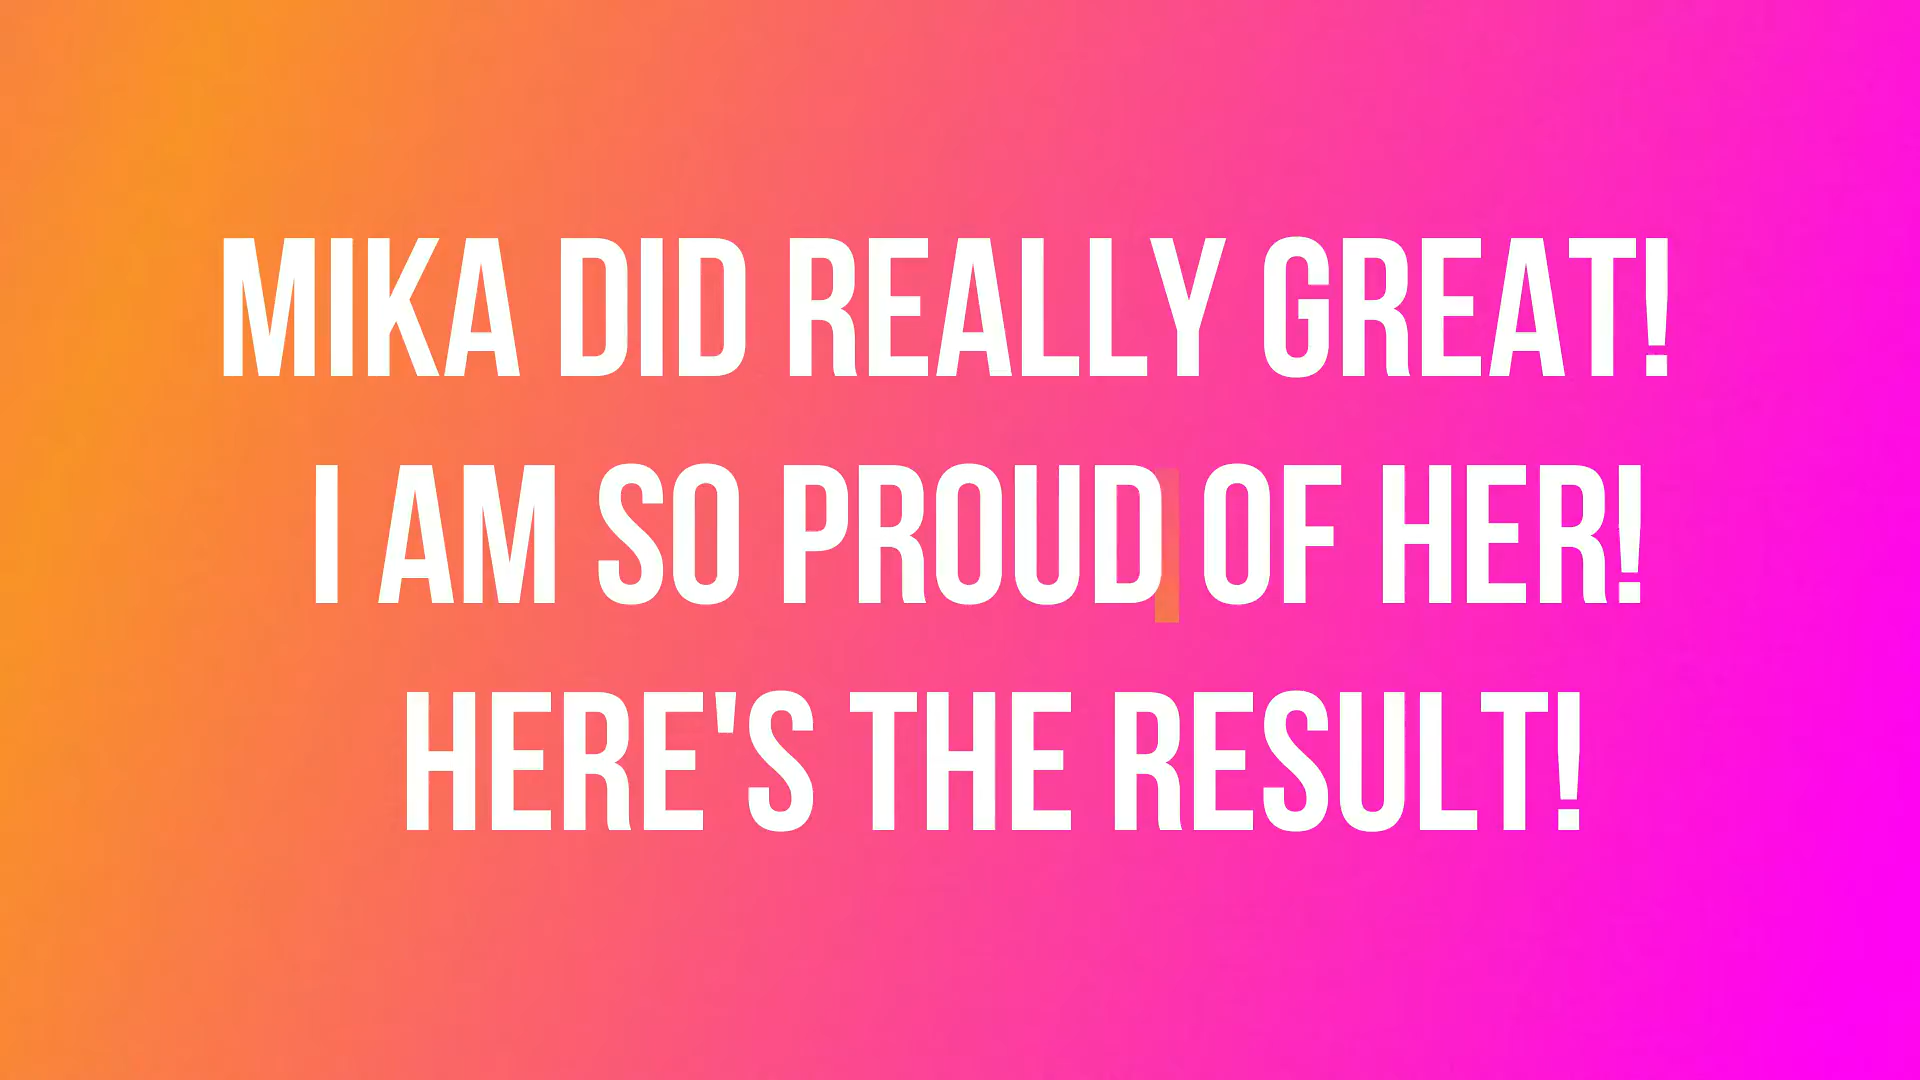 MIKA DID REALLY GREAT!
I AM SO PROUD OF HER!
HERE'S THE RESULT!